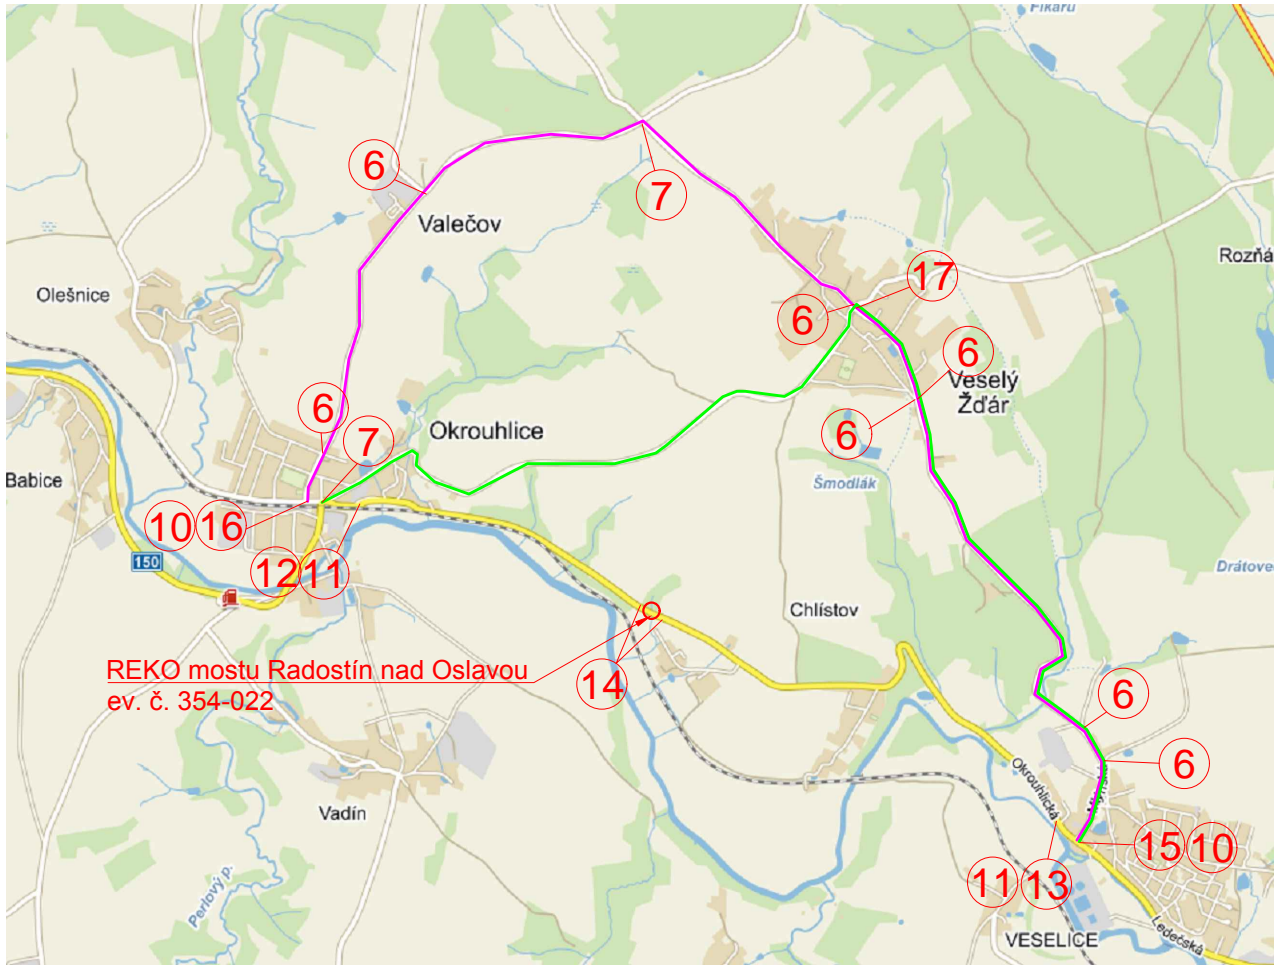 Fikarů
6
7
Valečov
Rozňá
17
Olešnice
6
6
Veselý
Žďár
6
7
Okrouhlice
6
Babice
Šmodlák
10 16
12 11
150
Drátove
Chlístov
REKO mostu Radostín nad Oslavou
ev. č. 354-022
14
6
6
Okrouhlická
Vadín
15 10
11 13
Perlový p.
VESELICE
Ledečská